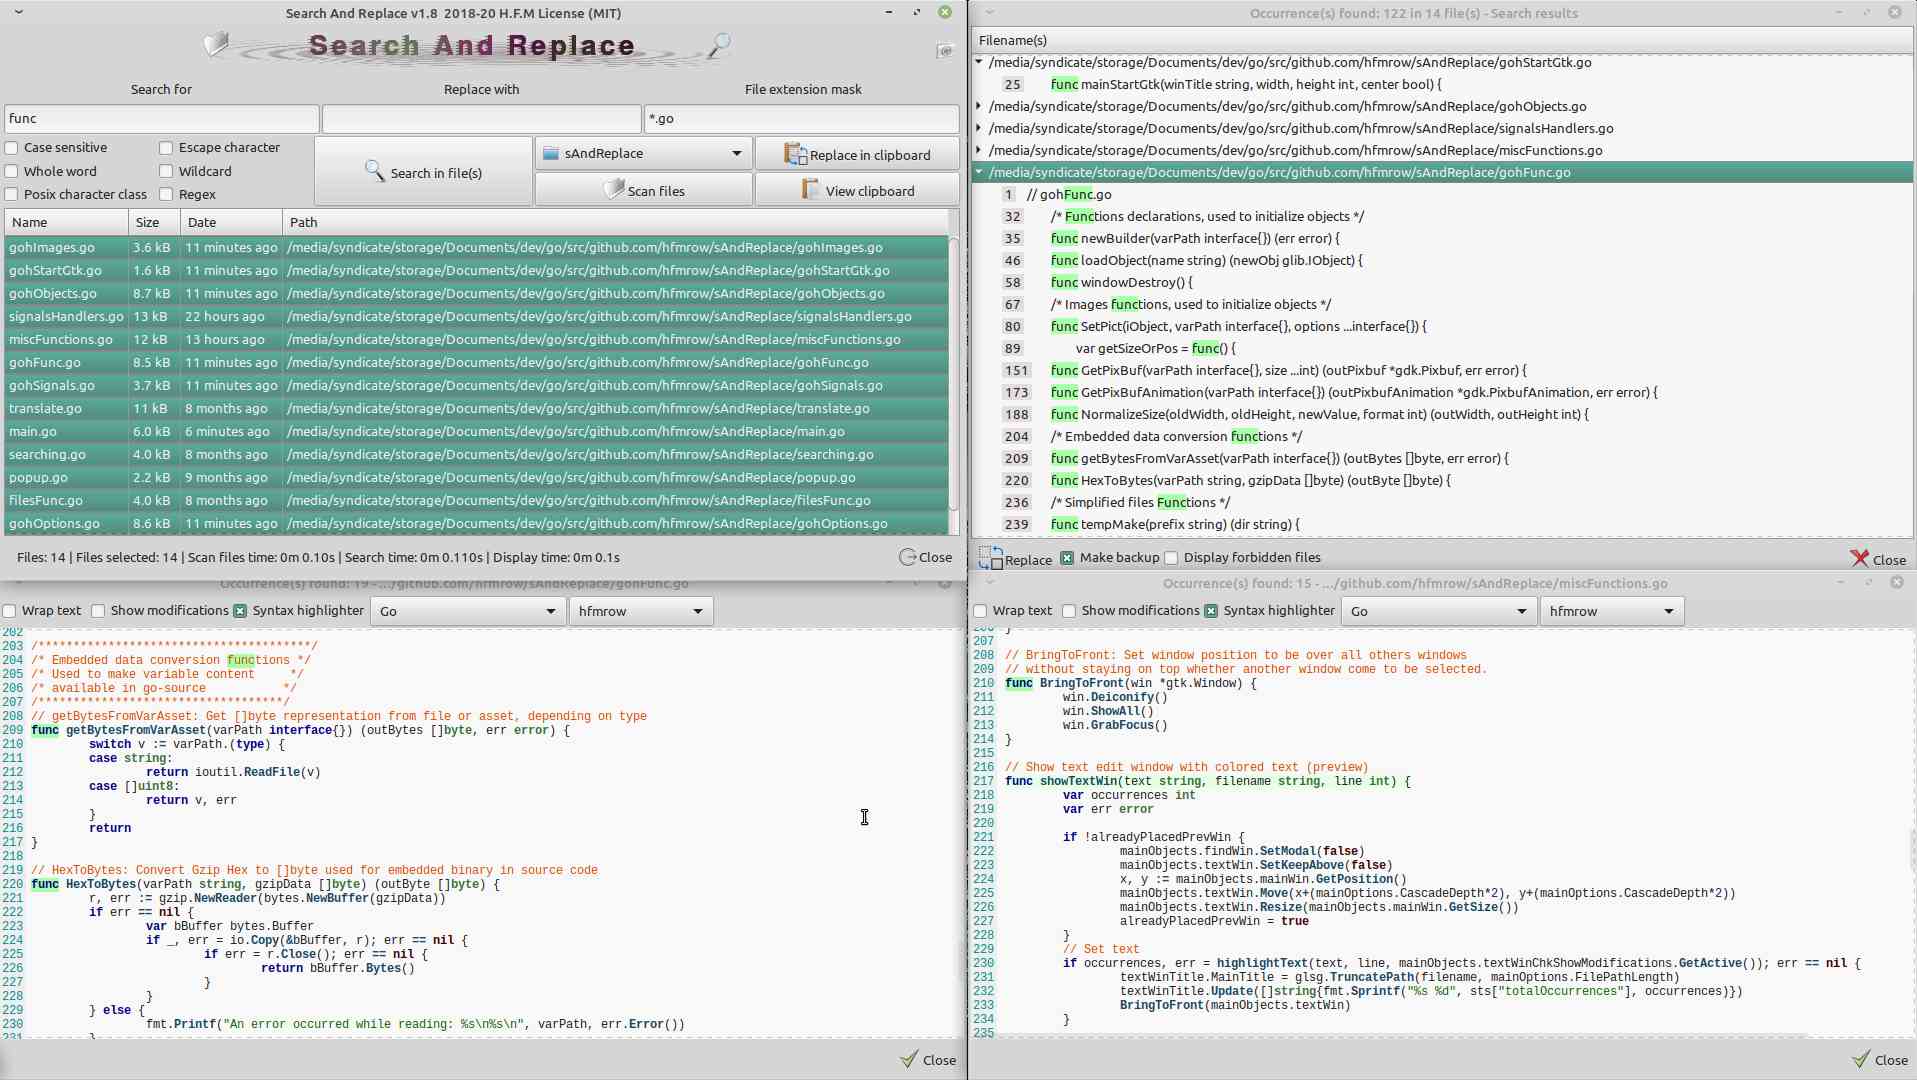 Search And Replace v1.8  2018-20 H.F.M License (MIT)
Search And Replace
Search for
Replace with
File extension mask
func
*.go
Case sensitive
Escape character
Whole word
Wildcard
Posix character class
Regex
Search in file(s)
sAndReplace
Replace in clipboard
Scan files
View clipboard
Name Size Date Path
gohImages.go 3.6 kB 11 minutes ago /media/syndicate/storage/Documents/dev/go/src/github.com/hfmrow/sAndReplace/gohImages.go
gohStartGtk.go 1.6 kB 11 minutes ago /media/syndicate/storage/Documents/dev/go/src/github.com/hfmrow/sAndReplace/gohStartGtk.go
gohObjects.go 8.7 kB 11 minutes ago /media/syndicate/storage/Documents/dev/go/src/github.com/hfmrow/sAndReplace/gohObjects.go
signalsHandlers.go 13 kB 22 hours ago /media/syndicate/storage/Documents/dev/go/src/github.com/hfmrow/sAndReplace/signalsHandlers.go
miscFunctions.go 12 kB 13 hours ago /media/syndicate/storage/Documents/dev/go/src/github.com/hfmrow/sAndReplace/miscFunctions.go
gohFunc.go 8.5 kB 11 minutes ago /media/syndicate/storage/Documents/dev/go/src/github.com/hfmrow/sAndReplace/gohFunc.go
gohSignals.go 3.7 kB 11 minutes ago /media/syndicate/storage/Documents/dev/go/src/github.com/hfmrow/sAndReplace/gohSignals.go
translate.go 11 kB 8 months ago /media/syndicate/storage/Documents/dev/go/src/github.com/hfmrow/sAndReplace/translate.go
main.go 6.0 kB 6 minutes ago /media/syndicate/storage/Documents/dev/go/src/github.com/hfmrow/sAndReplace/main.go
searching.go 4.0 kB 8 months ago /media/syndicate/storage/Documents/dev/go/src/github.com/hfmrow/sAndReplace/searching.go
popup.go 2.2 kB 9 months ago /media/syndicate/storage/Documents/dev/go/src/github.com/hfmrow/sAndReplace/popup.go
filesFunc.go 4.0 kB 8 months ago /media/syndicate/storage/Documents/dev/go/src/github.com/hfmrow/sAndReplace/filesFunc.go
gohOptions.go 8.6 kB 11 minutes ago /media/syndicate/storage/Documents/dev/go/src/github.com/hfmrow/sAndReplace/gohOptions.go
Files: 14 | Files selected: 14 | Scan files time: 0m 0.10s | Search time: 0m 0.110s | Display time: 0m 0.1s
Close
Occurrence(s) found: 122 in 14 file(s) - Search results
Filename(s)
/media/syndicate/storage/Documents/dev/go/src/github.com/hfmrow/sAndReplace/gohStartGtk.go
25 func mainStartGtk(winTitle string, width, height int, center bool) {
/media/syndicate/storage/Documents/dev/go/src/github.com/hfmrow/sAndReplace/gohObjects.go
/media/syndicate/storage/Documents/dev/go/src/github.com/hfmrow/sAndReplace/signalsHandlers.go
/media/syndicate/storage/Documents/dev/go/src/github.com/hfmrow/sAndReplace/miscFunctions.go
/media/syndicate/storage/Documents/dev/go/src/github.com/hfmrow/sAndReplace/gohFunc.go
1 // gohFunc.go
32 /* Functions declarations, used to initialize objects */
35 func newBuilder(varPath interface{}) (err error) {
46 func loadObject(name string) (newObj glib.IObject) {
58 func windowDestroy() {
67 /* Images functions, used to initialize objects */
80 func SetPict(iObject, varPath interface{}, options ...interface{}) {
89 var getSizeOrPos = func() {
151 func GetPixBuf(varPath interface{}, size ...int) (outPixbuf *gdk.Pixbuf, err error) {
173 func GetPixBufAnimation(varPath interface{}) (outPixbufAnimation *gdk.PixbufAnimation, err error) {
188 func NormalizeSize(oldWidth, oldHeight, newValue, format int) (outWidth, outHeight int) {
204 /* Embedded data conversion functions */
209 func getBytesFromVarAsset(varPath interface{}) (outBytes []byte, err error) {
220 func HexToBytes(varPath string, gzipData []byte) (outByte []byte) {
236 /* Simplified files Functions */
239 func tempMake(prefix string) (dir string) {
Replace
Make backup
Display forbidden files
Close
Occurrence(s) found: 19 - .../github.com/hfmrow/sAndReplace/gohFunc.go
Wrap text
Show modifications
Syntax highlighter
Go
hfmrow
202
203 /***************************************/
204 /* Embedded data conversion functions */
205 /* Used to make variable content     */
206 /* available in go-source           */
207 /***********************************/
208 // getBytesFromVarAsset: Get []byte representation from file or asset, depending on type
209 func getBytesFromVarAsset(varPath interface{}) (outBytes []byte, err error) {
210 switch v := varPath.(type) {
211 case string:
212 return ioutil.ReadFile(v)
213 case []uint8:
214 return v, err
215 }
216 return
217 }
218
219 // HexToBytes: Convert Gzip Hex to []byte used for embedded binary in source code
220 func HexToBytes(varPath string, gzipData []byte) (outByte []byte) {
221 r, err := gzip.NewReader(bytes.NewBuffer(gzipData))
222 if err == nil {
223 var bBuffer bytes.Buffer
224 if _, err = io.Copy(&bBuffer, r); err == nil {
225 if err = r.Close(); err == nil {
226 return bBuffer.Bytes()
227 }
228 }
229 } else {
230 fmt.Printf("An error occurred while reading: %s\n%s\n", varPath, err.Error())
231 }
Close
Occurrence(s) found: 15 - .../github.com/hfmrow/sAndReplace/miscFunctions.go
Wrap text
Show modifications
Syntax highlighter
Go
hfmrow
206 }
207
208 // BringToFront: Set window position to be over all others windows
209 // without staying on top whether another window come to be selected.
210 func BringToFront(win *gtk.Window) {
211 win.Deiconify()
212 win.ShowAll()
213 win.GrabFocus()
214 }
215
216 // Show text edit window with colored text (preview)
217 func showTextWin(text string, filename string, line int) {
218 var occurrences int
219 var err error
220
221 if !alreadyPlacedPrevWin {
222 mainObjects.findWin.SetModal(false)
223 mainObjects.textWin.SetKeepAbove(false)
224 x, y := mainObjects.mainWin.GetPosition()
225 mainObjects.textWin.Move(x+(mainOptions.CascadeDepth*2), y+(mainOptions.CascadeDepth*2))
226 mainObjects.textWin.Resize(mainObjects.mainWin.GetSize())
227 alreadyPlacedPrevWin = true
228 }
229 // Set text
230 if occurrences, err = highlightText(text, line, mainObjects.textWinChkShowModifications.GetActive()); err == nil {
231 textWinTitle.MainTitle = glsg.TruncatePath(filename, mainOptions.FilePathLength)
232 textWinTitle.Update([]string{fmt.Sprintf("%s %d", sts["totalOccurrences"], occurrences)})
233 BringToFront(mainObjects.textWin)
234 }
235
Close